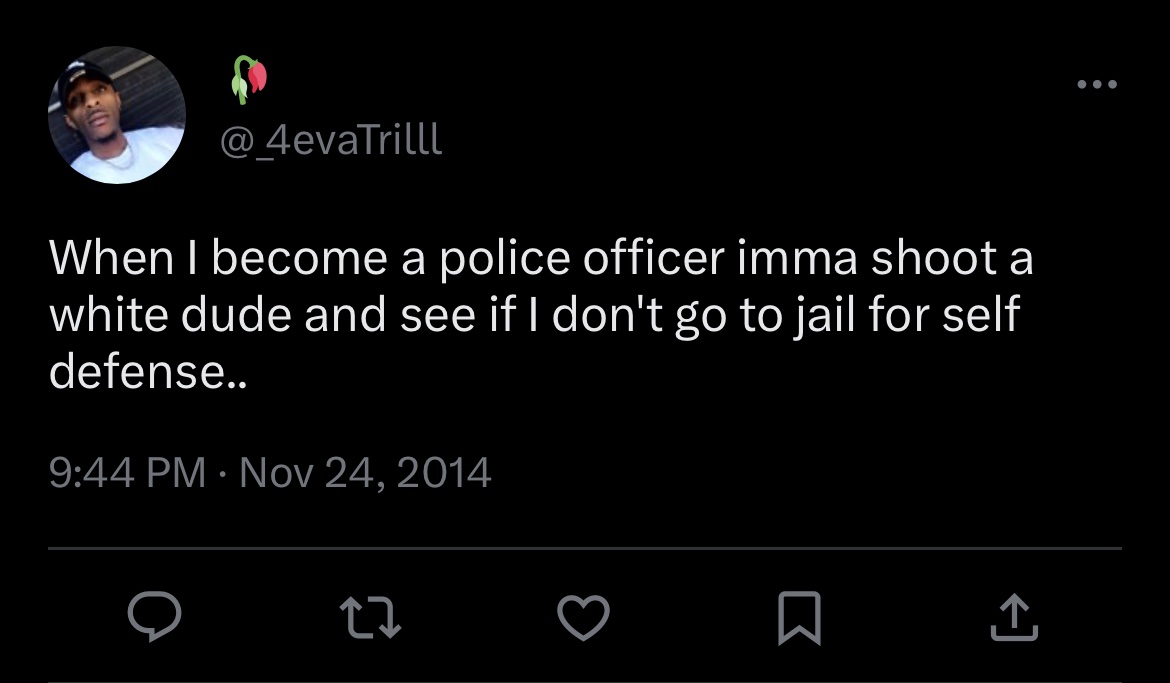 @_4evaTrilll
When I become a police officer imma shoot a
white dude and see if I don't go to jail for self
defense..
9:44 PM · Nov 24, 2014